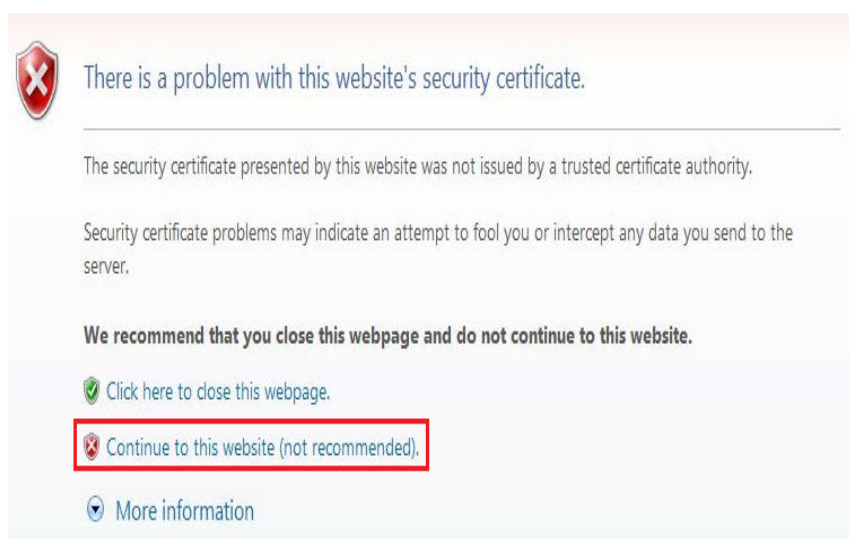 There is a problem with this website's security certificate.
The security certificate presented by this website was not issued by a trusted certificate authority.
Security certificate problems may indicate an attempt to fool you or intercept any data you send to the
server.
We recommend that you close this webpage and do not continue to this website.
Click here to close this webpage.
Continue to this website (not recommended).
More information